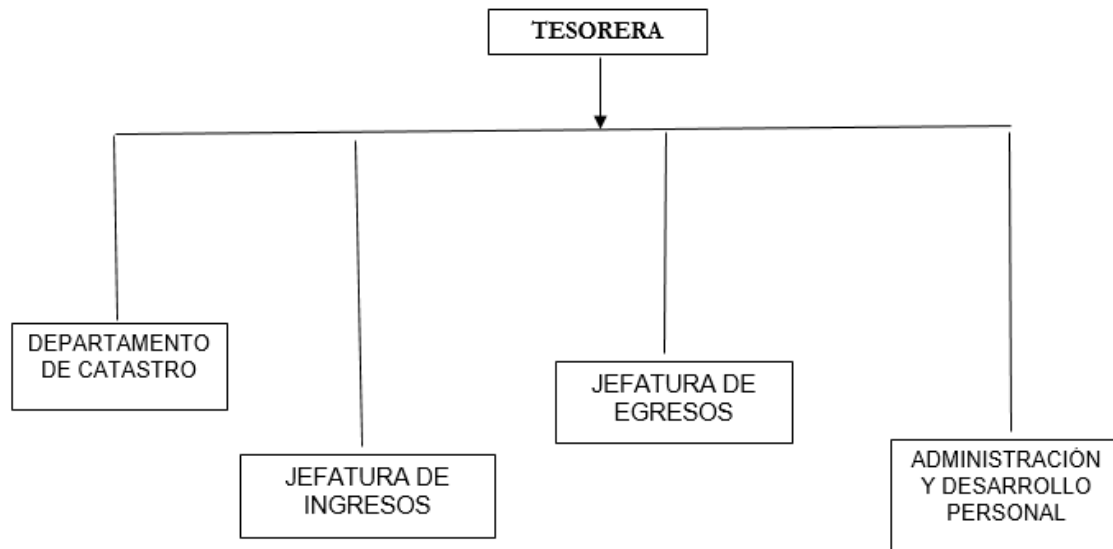 TESORERA
DEPARTAMENTO
DE CATASTRO
JEFATURA DE
INGRESOS
JEFATURA DE
EGRESOS
ADMINISTRACIÓN
Y DESARROLLO
PERSONAL